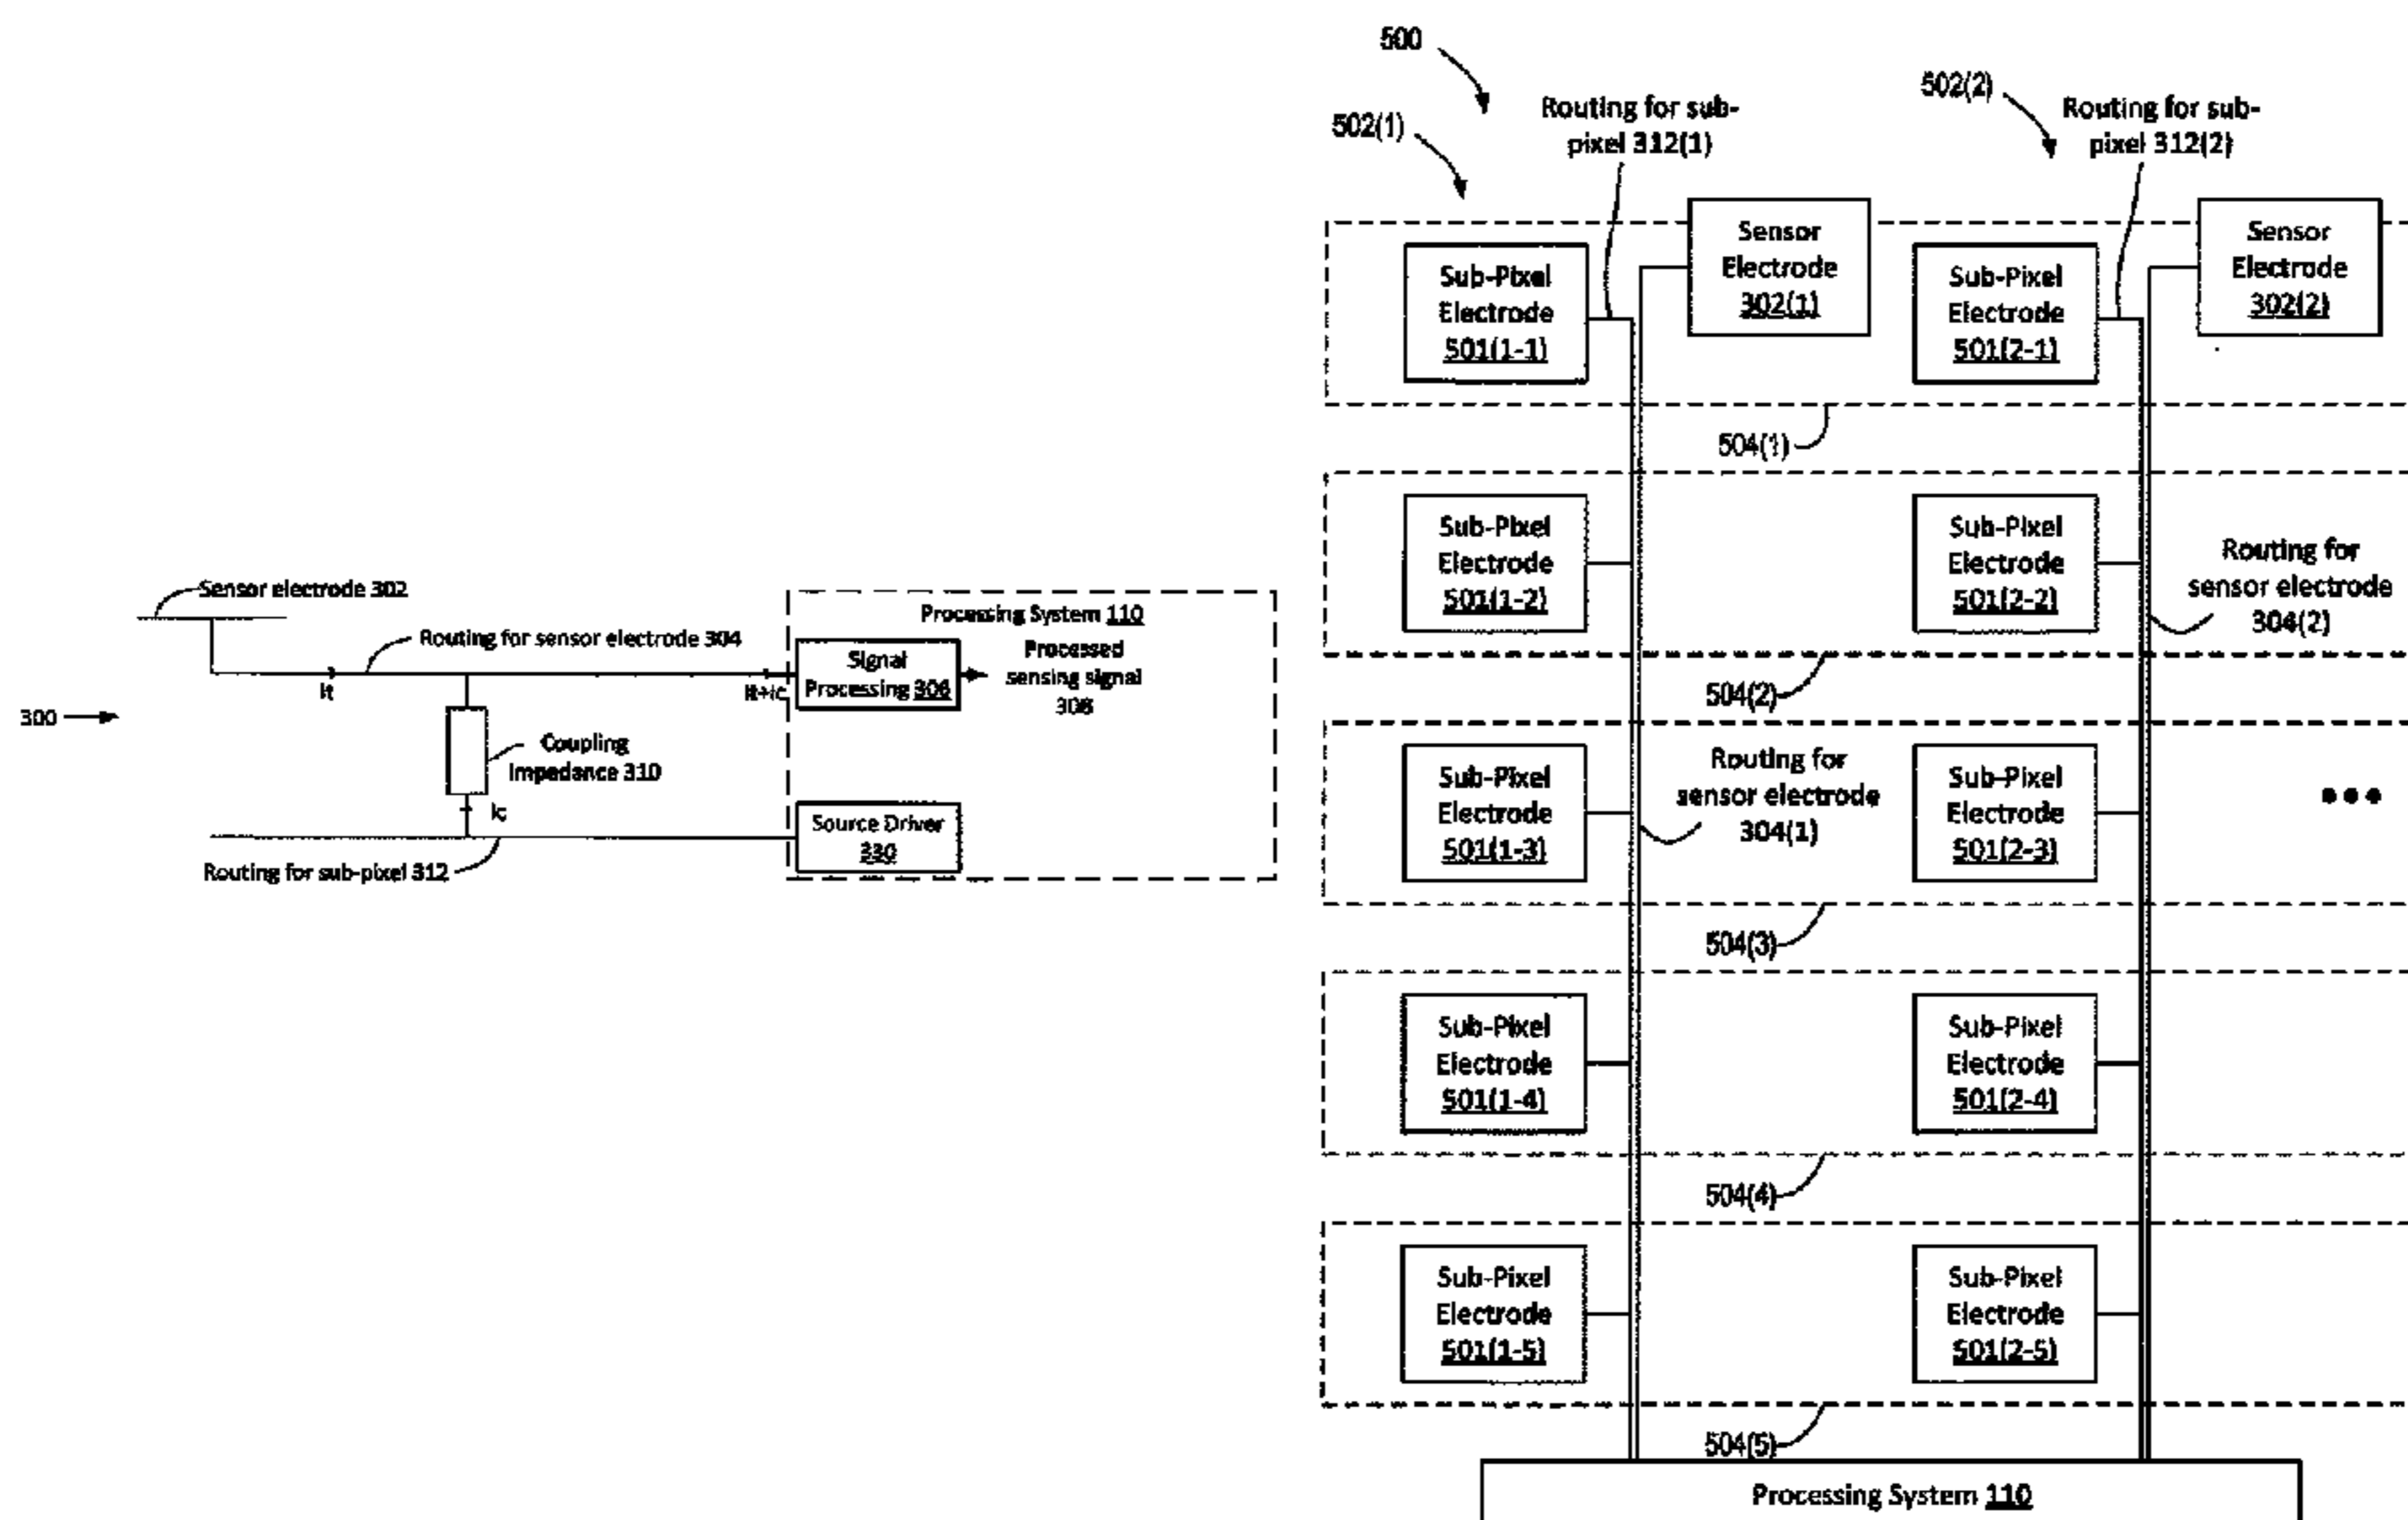 Sensor electrode 302
Routing for sensor electrode 304
It
It+Ic
300
Coupling
Impedance 310
Ic
Routing for sub-pixel 312
Processing System 110
Signal
Processing 306
Processed
sensing signal
308
Source Driver
330
500
502(1)
Routing for sub-
pixel 312(1)
502(2)
Routing for sub-
pixel 312(2)
Sub-Pixel
Electrode
501(1-1)
Sensor
Electrode
302(1)
Sub-Pixel
Electrode
501(2-1)
Sensor
Electrode
302(2)
504(1)
Sub-Pixel
Electrode
501(1-2)
Sub-Pixel
Electrode
501(2-2)
Routing for
sensor electrode
304(2)
504(2)
Sub-Pixel
Electrode
501(1-3)
Routing for
sensor electrode
304(1)
Sub-Pixel
Electrode
501(2-3)
504(3)
Sub-Pixel
Electrode
501(1-4)
Sub-Pixel
Electrode
501(2-4)
504(4)
Sub-Pixel
Electrode
501(1-5)
Sub-Pixel
Electrode
501(2-5)
504(5)
Processing System 110